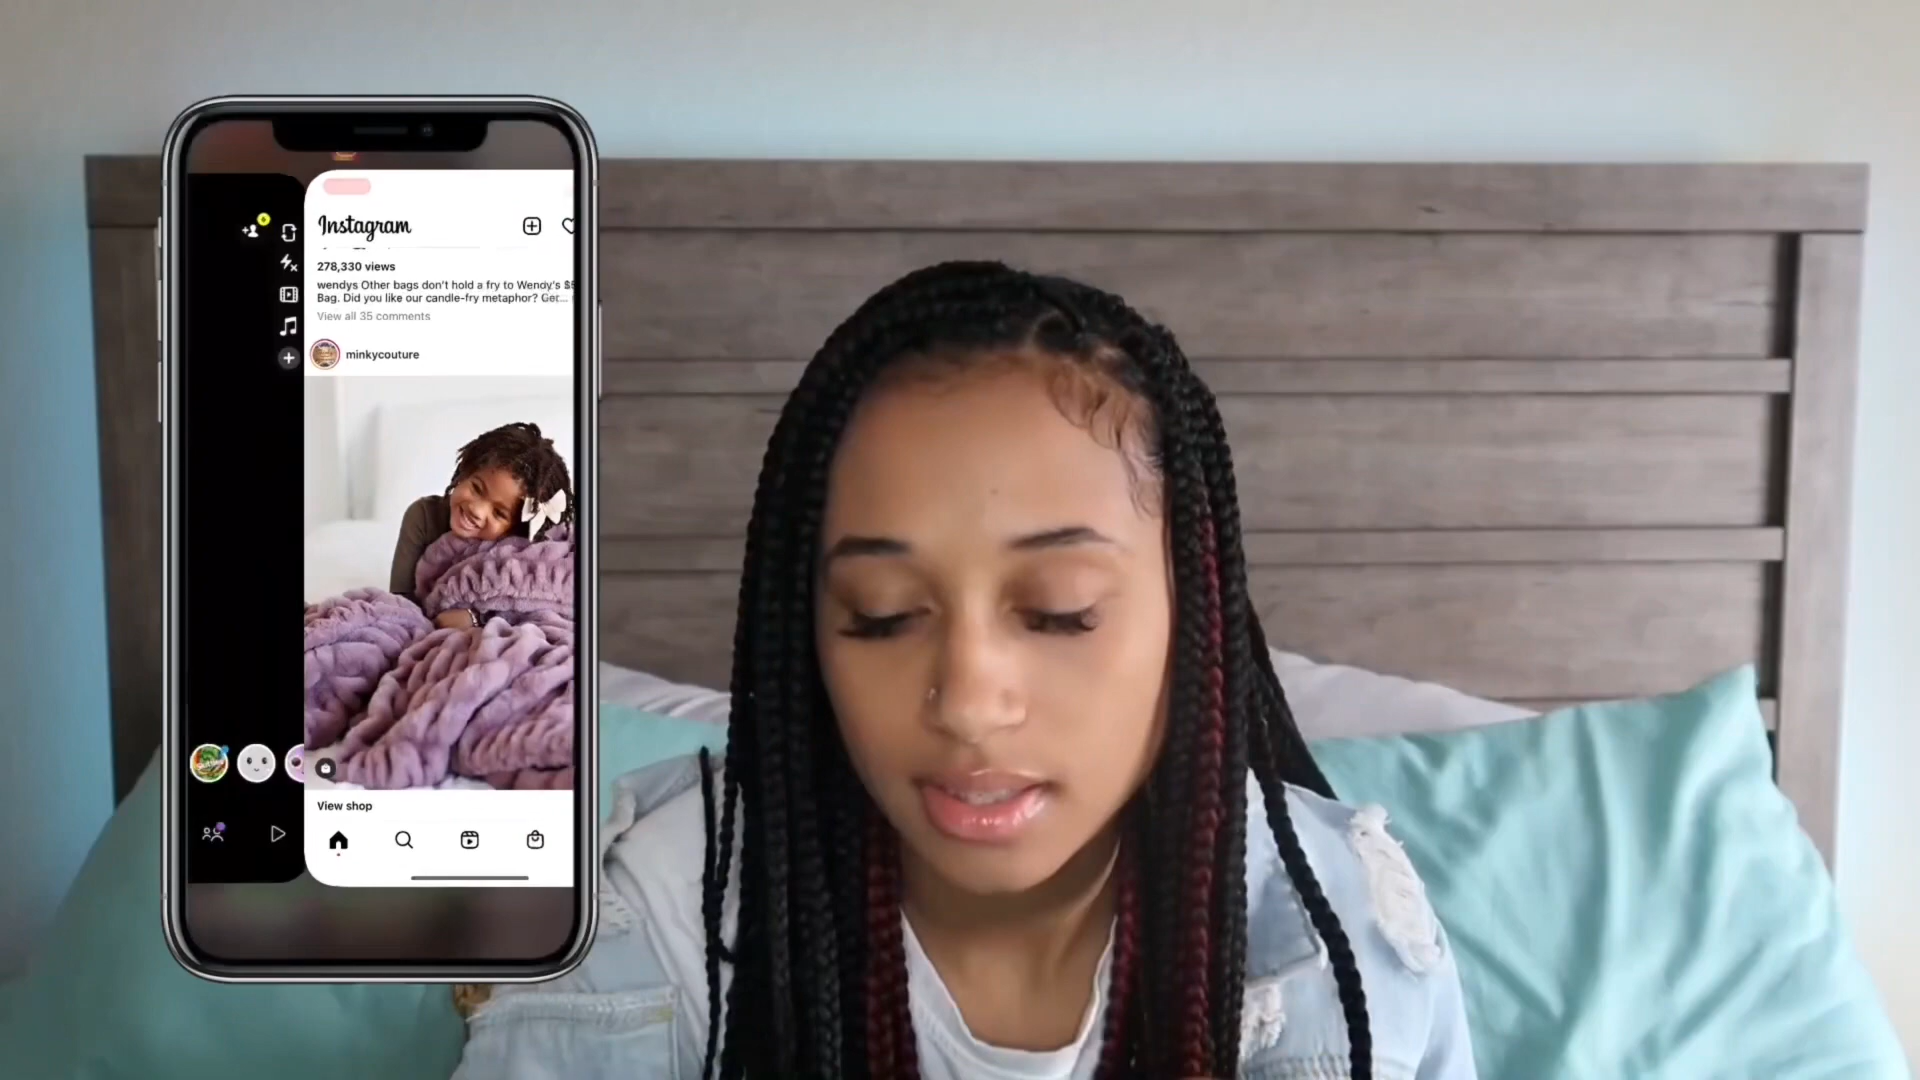 Instagram
278,330 views
wendys Other bags don't hold a fry to Wendy's
Bag. Did you like our candle-fry metaphor? Get...
View all 35 comments
minkycouture
View shop